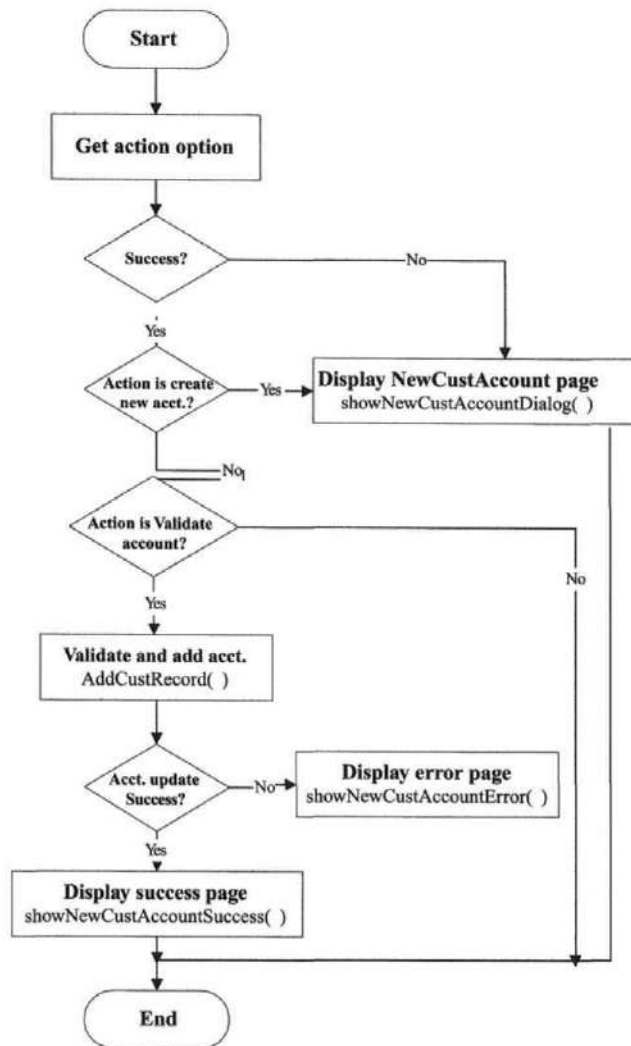 Start
Get action option
Success?
No
Yes
Action is create
new acct.?
Yes
Display NewCustAccount page
showNewCustAccountDialog( )
No
Action is Validate
account?
No
Yes
Validate and add acct.
AddCustRecord( )
Acct. update
Success?
No
Display error page
showNewCustAccountError( )
Yes
Display success page
showNewCustAccountSuccess( )
End